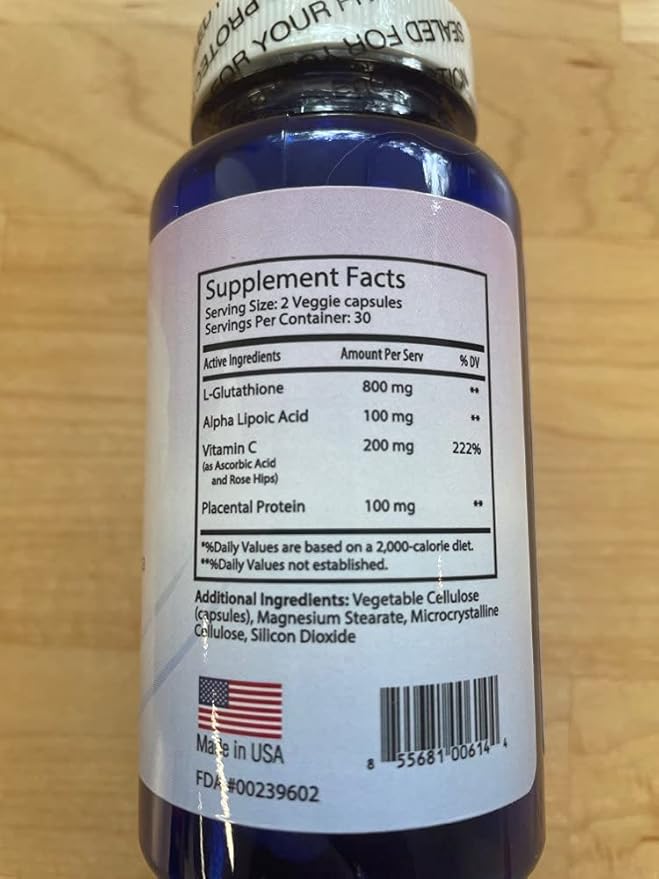 PROTEC
FOR YOUR
SEALED FOR
Supplement Facts
Serving Size: 2 Veggie capsules
Servings Per Container: 30
Active Ingredients Amount Per Serv % DV
L-Glutathione 800 mg **
Alpha Lipoic Acid 100 mg **
Vitamin C 200 mg 222%
(as Ascorbic Acid
and Rose Hips)
Placental Protein 100 mg **
*%Daily Values are based on a 2,000-calorie diet.
**%Daily Values not established.
Additional Ingredients: Vegetable Cellulose
(capsules), Magnesium Stearate, Microcrystalline
Cellulose, Silicon Dioxide
Made in USA
FDA #00239602
8 55681 00614 4